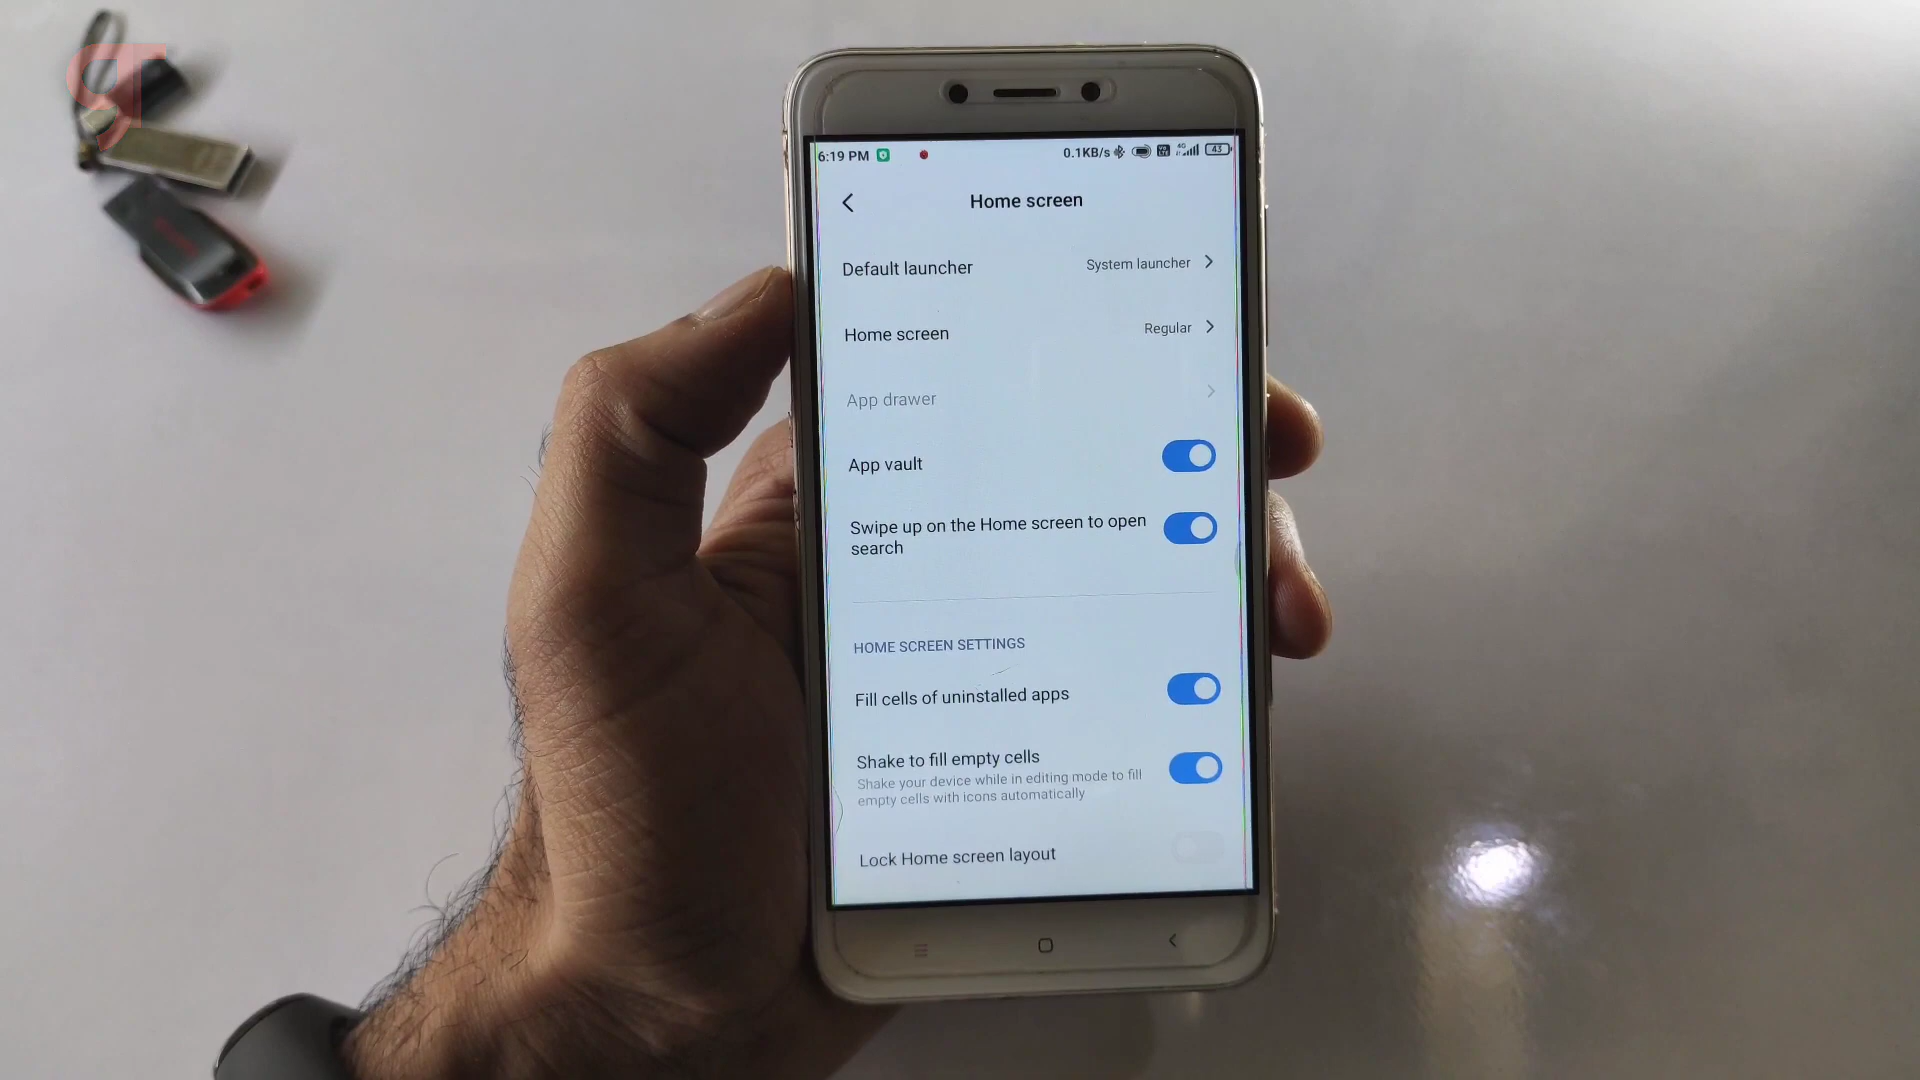 6:19 PM
0.1KB/s
4G
43
Home screen
Default launcher
System launcher
Home screen
Regular
App drawer
App vault
Swipe up on the Home screen to open
search
HOME SCREEN SETTINGS
Fill cells of uninstalled apps
Shake to fill empty cells
Shake your device while in editing mode to fill
empty cells with icons automatically
Lock Home screen layout